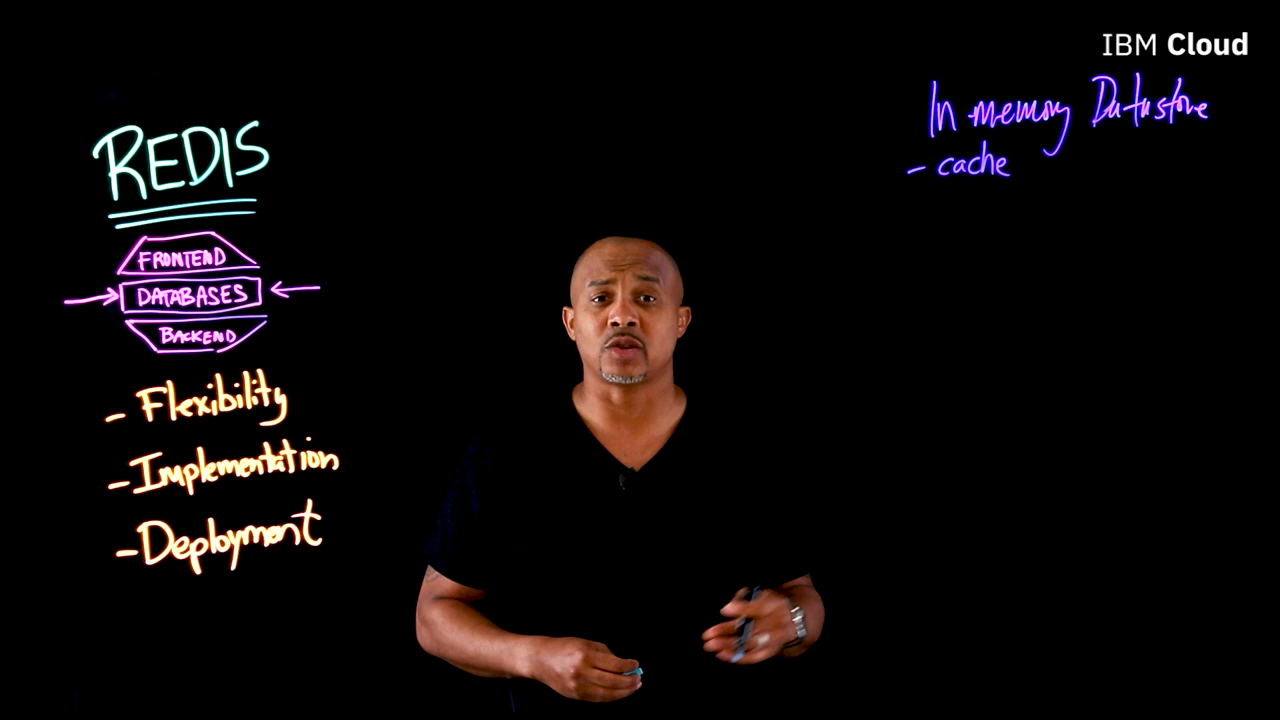 IBM Cloud
REDIS
FRONTEND
DATABASES
BACKEND
- Flexibility
- Implementation
- Deployment
In memory Datastore
- cache